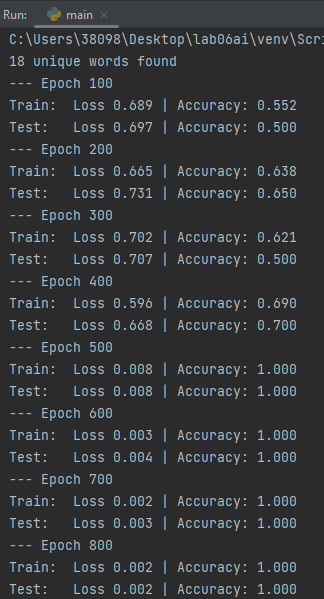 Run: main ×
C:\Users\38098\Desktop\lab06ai\venv\Scri
18 unique words found
--- Epoch 100
Train:  Loss 0.689 | Accuracy: 0.552
Test:   Loss 0.697 | Accuracy: 0.500
--- Epoch 200
Train:  Loss 0.665 | Accuracy: 0.638
Test:   Loss 0.731 | Accuracy: 0.650
--- Epoch 300
Train:  Loss 0.702 | Accuracy: 0.621
Test:   Loss 0.707 | Accuracy: 0.500
--- Epoch 400
Train:  Loss 0.596 | Accuracy: 0.690
Test:   Loss 0.668 | Accuracy: 0.700
--- Epoch 500
Train:  Loss 0.008 | Accuracy: 1.000
Test:   Loss 0.008 | Accuracy: 1.000
--- Epoch 600
Train:  Loss 0.003 | Accuracy: 1.000
Test:   Loss 0.004 | Accuracy: 1.000
--- Epoch 700
Train:  Loss 0.002 | Accuracy: 1.000
Test:   Loss 0.003 | Accuracy: 1.000
--- Epoch 800
Train:  Loss 0.002 | Accuracy: 1.000
Test:   Loss 0.002 | Accuracy: 1.000